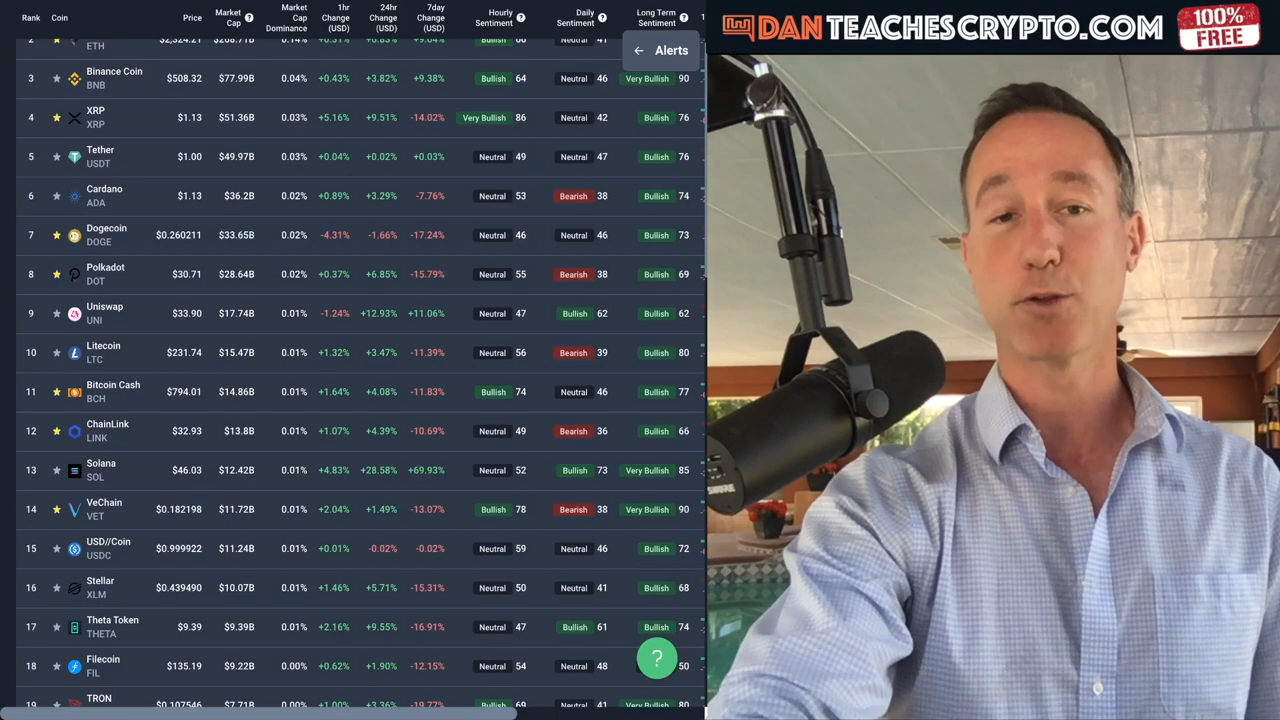 Rank Coin Price Market Cap ? Market Cap Dominance 1hr Change (USD) 24hr Change (USD) 7day Change (USD) Hour's Sentiment ? Daily Sentiment ? Long Term Sentiment ?
ETH
← Alerts
3 Binance Coin BNB $508.32 $77.99B 0.04% +0.43% +3.82% +9.38% Bullish 64 Neutral 46 Very Bullish 90
4 XRP XRP $1.13 0.03% +5.16% +9.51% -14.02% Very Bullish 86 Neutral 42 Bullish 76
5 Tether USDT $1.00 $49.97B 0.03% +0.04% +0.02% +0.03% Neutral 49 Neutral 47 Bullish 76
6 Cardano ADA $1.13 $36.2B 0.02% +0.89% +3.29% -7.76% Neutral 53 Bearish 38 Bullish 74
7 Dogecoin DOGE $0.260211 $33.65B 0.02% -4.31% 1.66% -17.24% Neutral 46 Neutral 46 Bullish 73
8 Polkadot DOT $30.71 $28.64B 0.02% +1.37% +6.85% -15.79% Neutral 55 Bearish 38 Bullish 69
9 Uniswap UNI $33.90 $17.74B 0.01% -1.24% +12.93% +11.06% Neutral 47 Bullish 62 Bullish 62
10 Litecoin LTC $231.74 $15.47B 0.01% +1.32% +3.47% -11.39% Neutral 56 Bearish 39 Bullish 80
11 Bitcoin Cash BCH $794.01 $14.86B 0.01% +1.64% +4.08% -11.83% Bullish 74 Neutral 46 Bullish 77
12 ChainLink LINK $32.93 $13.8B 0.01% +1.07% +4.39% -10.69% Neutral 49 Bearish 36 Bullish 66
13 Solana SOL $46.03 $12.42B 0.01% +4.83% +28.58% +69.93% Neutral 52 Bullish 73 Very Bullish 85
VeChain VET $0.182198 $11.72B 0.01% +2.04% +1.49% -13.07% Bullish 78 Bearish 38 Very Bullish 90
15 USD//Coin USDC $0.999922 $11.24B 0.01% +0.01% -0.02% -0.02% Neutral 59 Neutral 46 Bullish 72
16 Stellar XLM $0.439490 $10.07B 0.01% +1.46% +5.71% -15.31% Neutral 50 Neutral 41 Bullish 68
17 Theta Token THETA $9.39 $9.39B 0.01% +2.16% +9.55% -16.91% Neutral 47 Bullish 61 Bullish 74
18 Filecoin FIL $135.19 $9.22B 0.00% +0.62% +1.90% -12.15% Neutral 54 Neutral 48 50
?
TRON
DANTEACHESCRYPTO.COM
100% FREE
SHURE